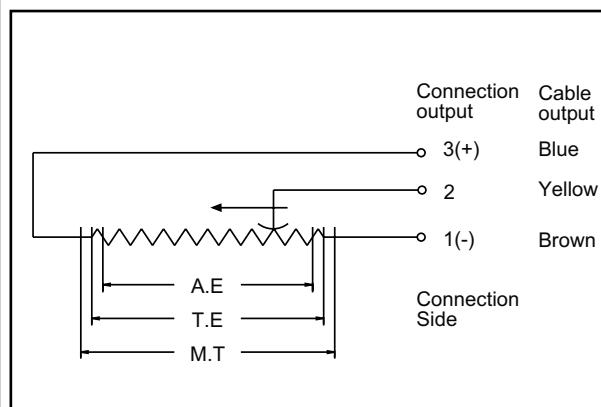 Connection output
Cable output
3(+) Blue
2 Yellow
1(-) Brown
A.E
T.E
M.T
Connection Side